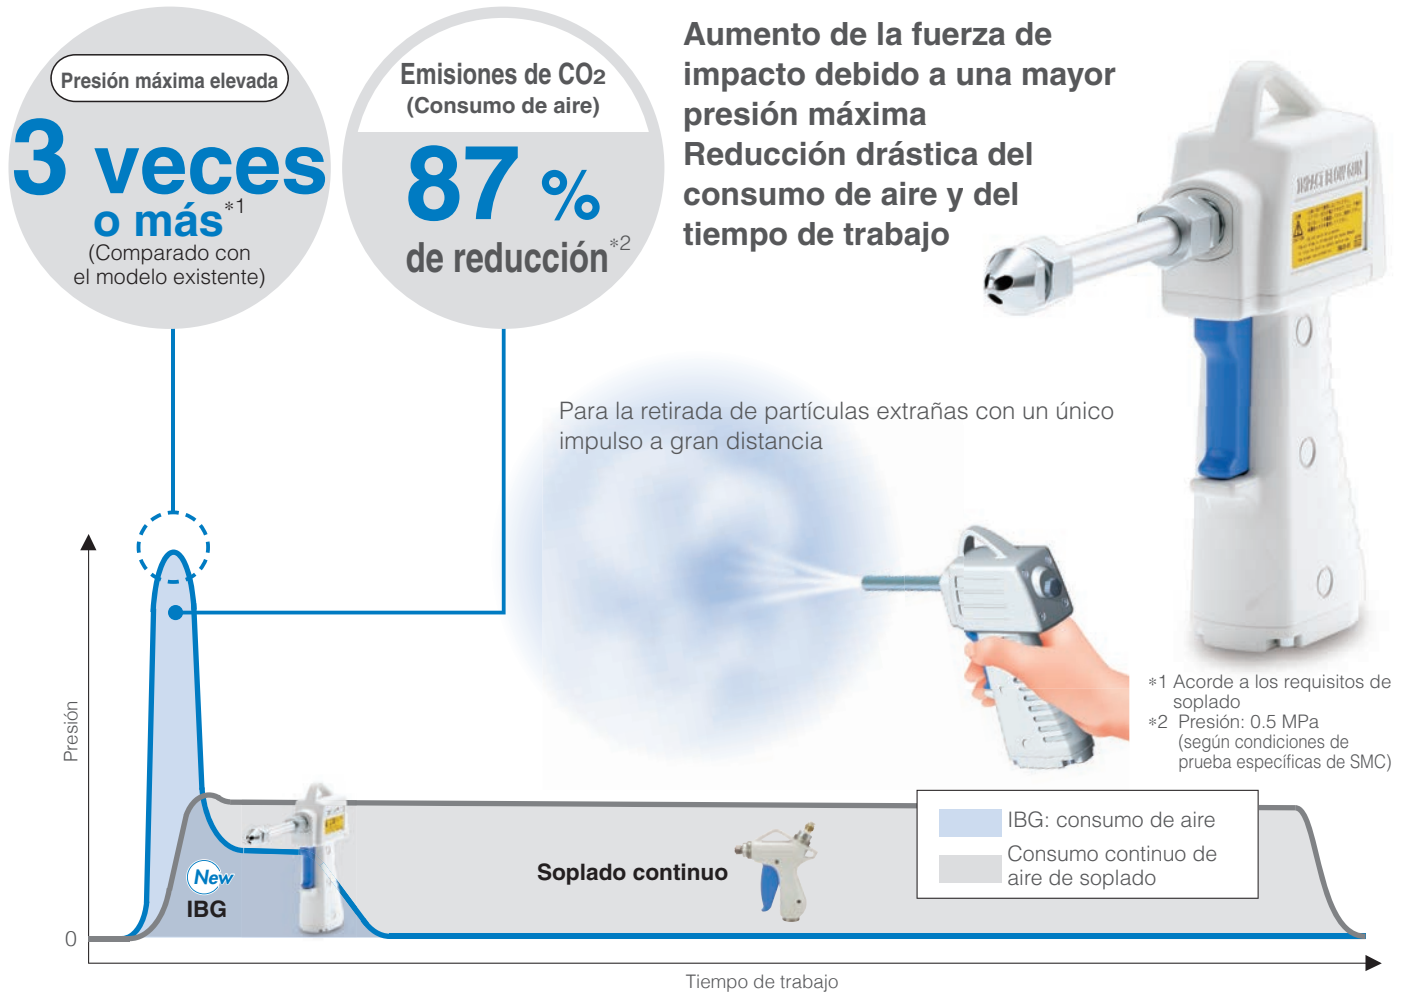 Presión máxima elevada
3 veces
o más*1
(Comparado con
el modelo existente)
Emisiones de CO2
(Consumo de aire)
87 %
de reducción*2
Aumento de la fuerza de
impacto debido a una mayor
presión máxima
Reducción drástica del
consumo de aire y del
tiempo de trabajo
IMPACT BLOW GUN
Para la retirada de partículas extrañas con un único
impulso a gran distancia
*1 Acorde a los requisitos de
soplado
*2 Presión: 0.5 MPa
(según condiciones de
prueba específicas de SMC)
Presión
0
New
IBG
Soplado continuo
IBG: consumo de aire
Consumo continuo de
aire de soplado
Tiempo de trabajo